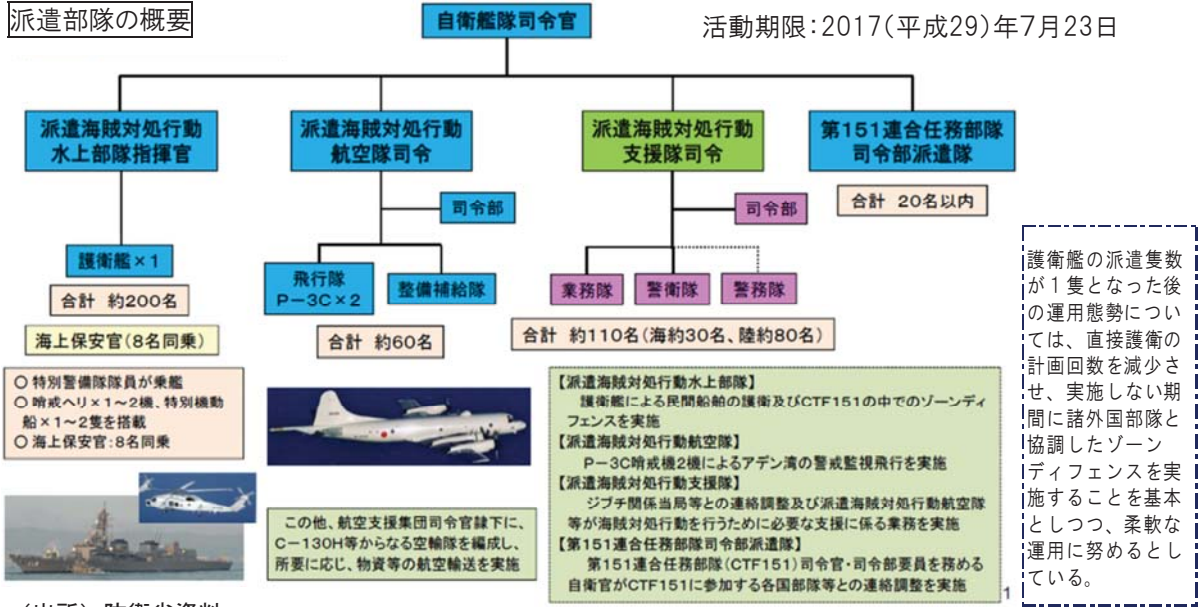 派遣部隊の概要
自衛艦隊司令官
活動期限：2017(平成29)年7月23日
派遣海賊対処行動
水上部隊指揮官
派遣海賊対処行動
航空隊司令
派遣海賊対処行動
支援隊司令
第151連合任務部隊
司令部派遣隊
司令部
司令部
合計 20名以内
護衛艦×1
合計 約200名
海上保安官(8名同乗)
飛行隊
P-3C×2
整備補給隊
合計 約60名
業務隊
警衛隊
警務隊
合計 約110名(海約30名、陸約80名)
○ 特別警備隊隊員が乗艦
○ 哨戒ヘリ×1～2機、特別機動
船×1～2隻を搭載
○ 海上保安官:8名同乗
この他、航空支援集団司令官隷下に、
C-130H等からなる空輸隊を編成し、
所要に応じ、物資等の航空輸送を実施
【派遣海賊対処行動水上部隊】
護衛艦による民間船舶の護衛及びCTF151の中でのゾーンディ
フェンスを実施
【派遣海賊対処行動航空隊】
P-3C哨戒機2機によるアデン湾の警戒監視飛行を実施
【派遣海賊対処行動支援隊】
ジブチ関係当局等との連絡調整及び派遣海賊対処行動航空隊
等が海賊対処行動を行うために必要な支援に係る業務を実施
【第151連合任務部隊司令部派遣隊】
第151連合任務部隊(CTF151)司令官・司令部要員を務める
自衛官がCTF151に参加する各国部隊等との連絡調整を実施
1
護衛艦の派遣隻数
が１隻となった後
の運用態勢につい
ては、直接護衛の
計画回数を減少さ
せ、実施しない期
間に諸外国部隊と
協調したゾーン
ディフェンスを実
施することを基本
としつつ、柔軟な
運用に努めるとし
ている。
(出所) 防衛省資料